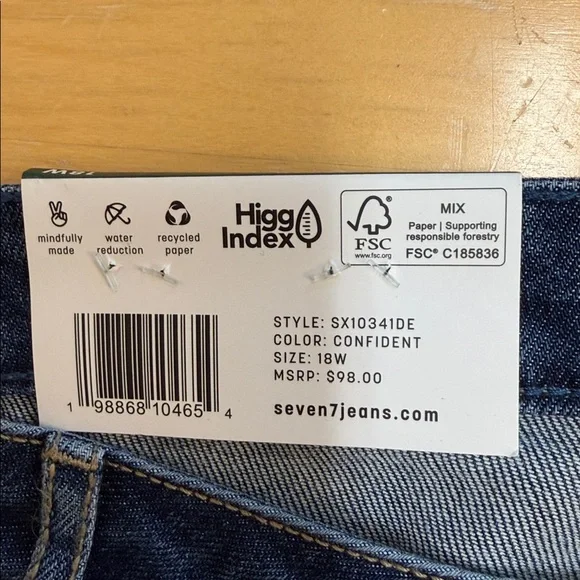 18W
mindfully
made
water
reduction
recycled
paper
Higg
Index
FSC
www.fsc.org
MIX
Paper | Supporting
responsible forestry
FSC® C185836
STYLE: SX10341DE
COLOR: CONFIDENT
SIZE: 18W
MSRP: $98.00
seven7jeans.com
1 98868 10465 4